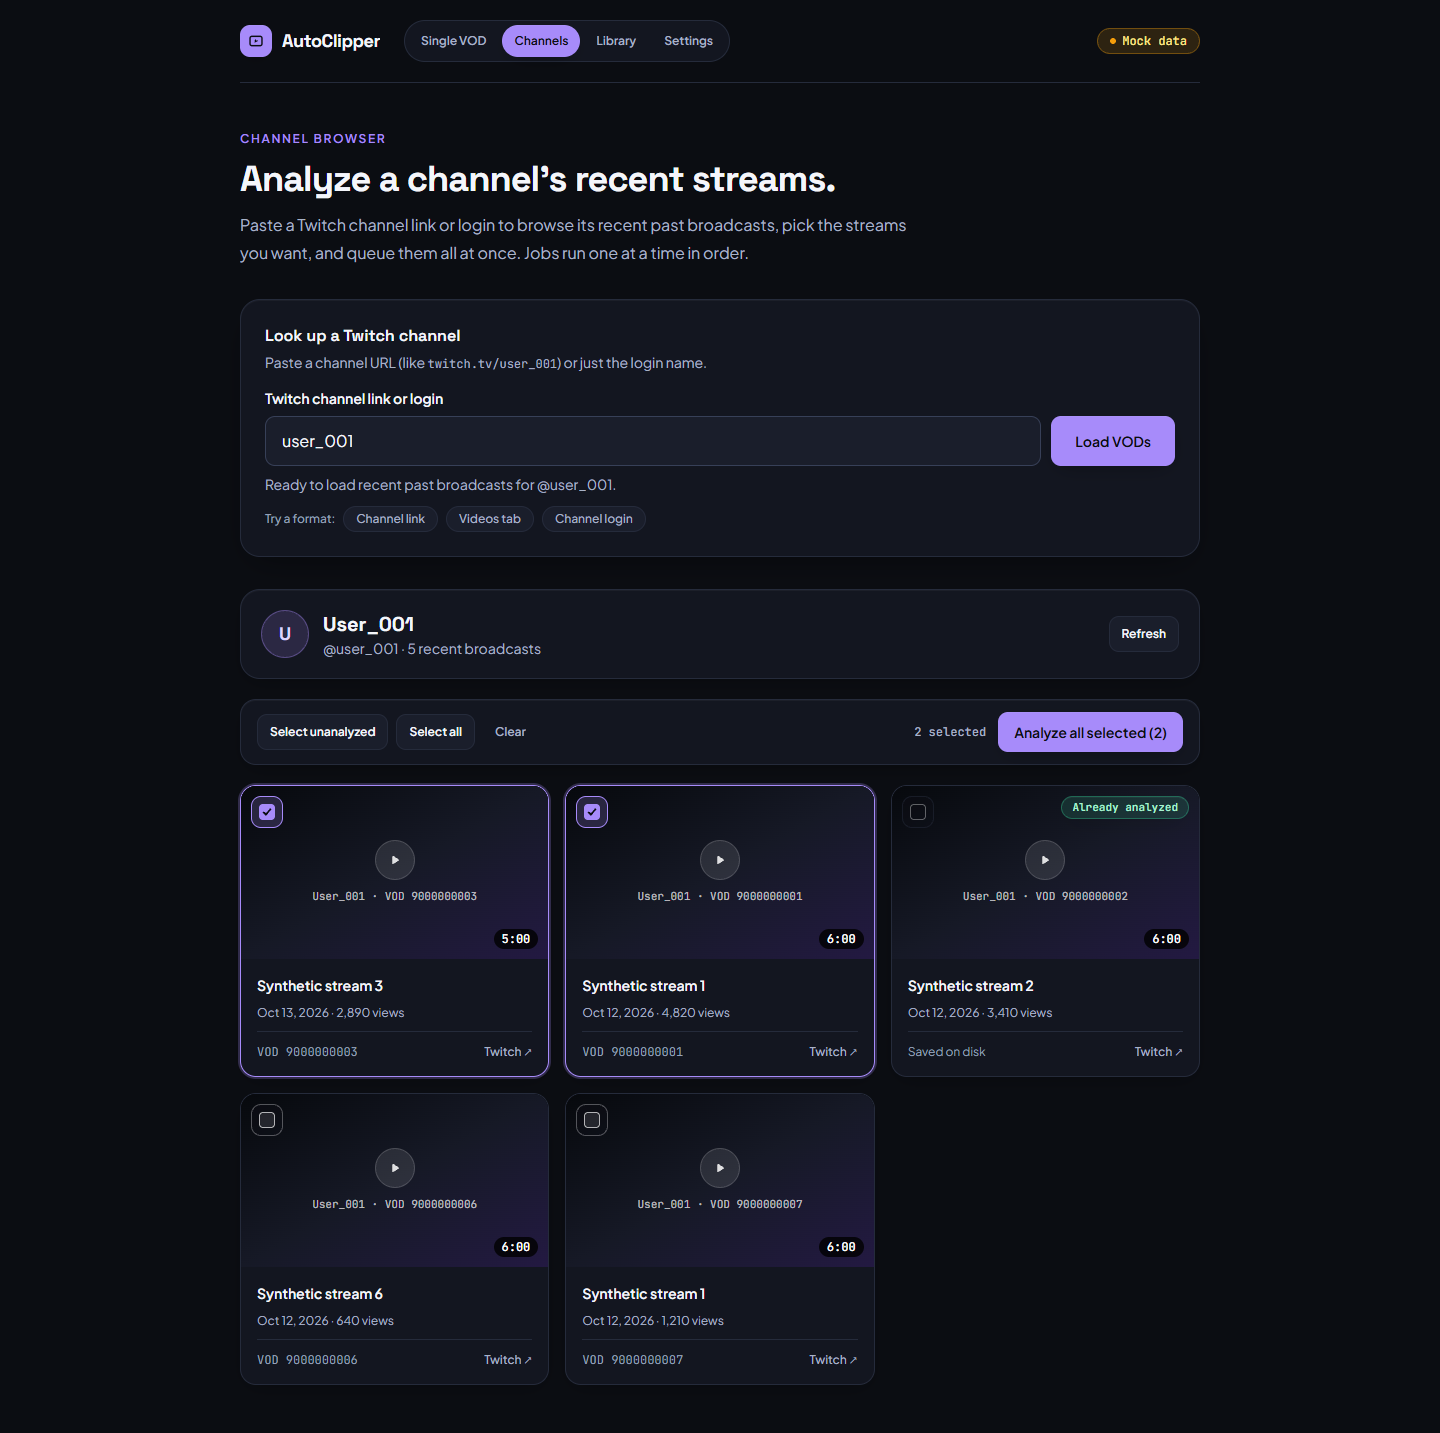 AutoClipper
Single VOD
Channels
Library
Settings
Mock data
CHANNEL BROWSER
Analyze a channel's recent streams.
Paste a Twitch channel link or login to browse its recent past broadcasts, pick the streams
you want, and queue them all at once. Jobs run one at a time in order.
Look up a Twitch channel
Paste a channel URL (like twitch.tv/user_001) or just the login name.
Twitch channel link or login
user_001
Load VODs
Ready to load recent past broadcasts for @user_001.
Try a format:
Channel link
Videos tab
Channel login
U
User_001
@user_001 · 5 recent broadcasts
Refresh
Select unanalyzed
Select all
Clear
2 selected
Analyze all selected (2)
User_001 · VOD 9000000003
5:00
Synthetic stream 3
Oct 13, 2026 · 2,890 views
VOD 9000000003
Twitch ↗
User_001 · VOD 9000000001
6:00
Synthetic stream 1
Oct 12, 2026 · 4,820 views
VOD 9000000001
Twitch ↗
Already analyzed
User_001 · VOD 9000000002
6:00
Synthetic stream 2
Oct 12, 2026 · 3,410 views
Saved on disk
Twitch ↗
User_001 · VOD 9000000006
6:00
Synthetic stream 6
Oct 12, 2026 · 640 views
VOD 9000000006
Twitch ↗
User_001 · VOD 9000000007
6:00
Synthetic stream 1
Oct 12, 2026 · 1,210 views
VOD 9000000007
Twitch ↗